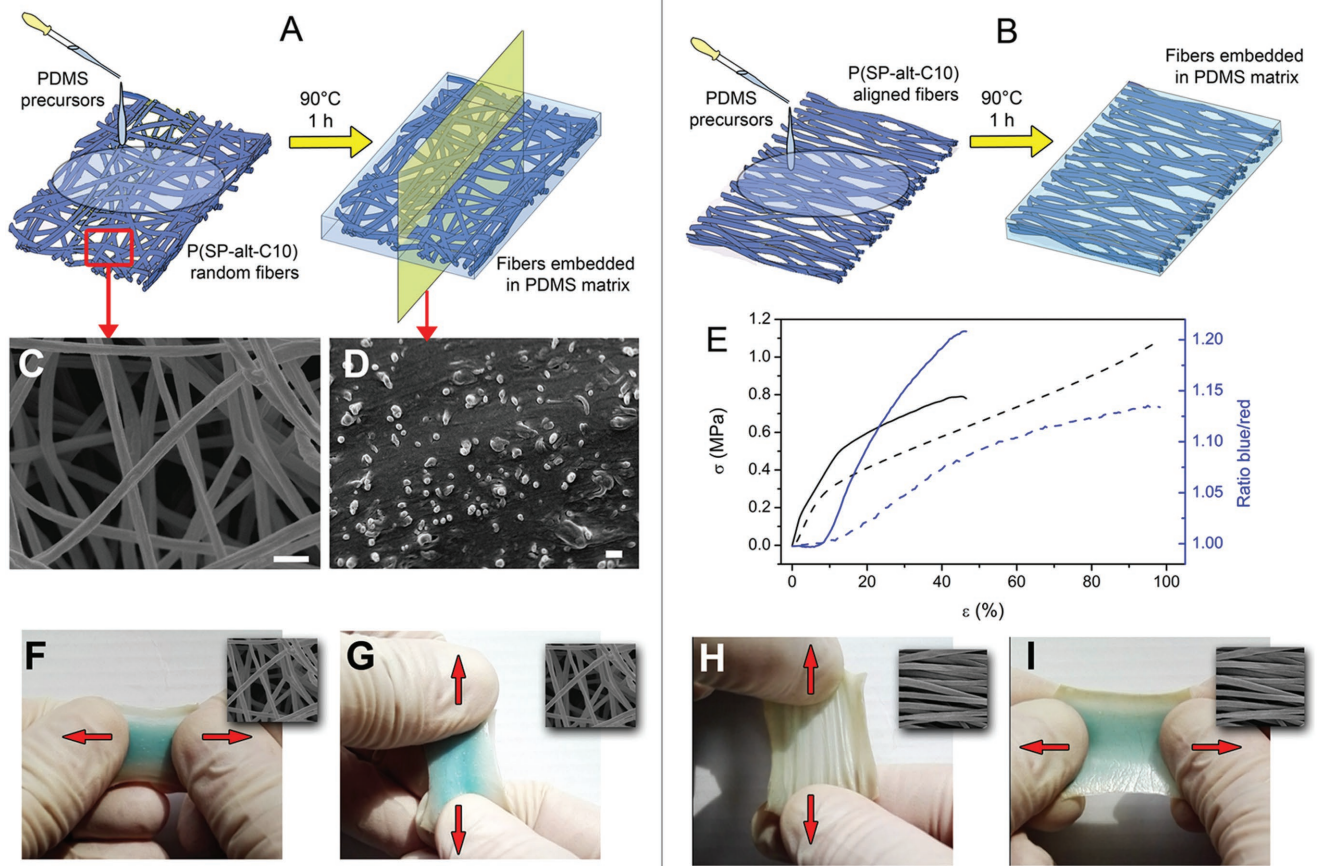 A
PDMS
precursors
90°C
1 h
P(SP-alt-C10)
random fibers
Fibers embedded
in PDMS matrix
B
PDMS
precursors
P(SP-alt-C10)
aligned fibers
90°C
1 h
Fibers embedded
in PDMS matrix
C
D
E
σ (MPa)
1.2
1.0
0.8
0.6
0.4
0.2
0.0
0
20
40
60
80
100
ε (%)
1.20
1.15
1.10
1.05
1.00
Ratio blue/red
F
G
H
I